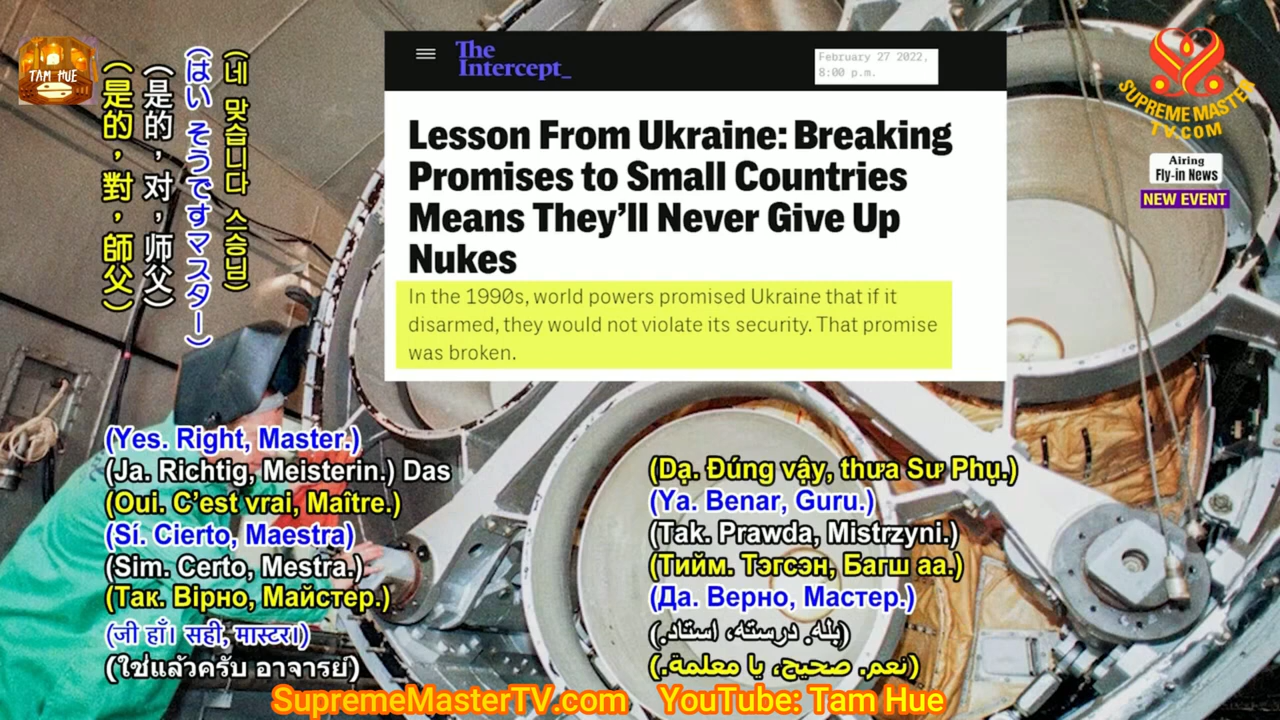 TAM HUE
(是的，對，師父)
(是的，对，师父)
(はい そうですマスター)
(네 맞습니다 스승님)
The
Intercept_
February 27 2022,
8:00 p.m.
Lesson From Ukraine: Breaking
Promises to Small Countries
Means They’ll Never Give Up
Nukes
In the 1990s, world powers promised Ukraine that if it
disarmed, they would not violate its security. That promise
was broken.
SUPREME MASTER
TV.COM
Airing
Fly-in News
NEW EVENT
(Yes. Right, Master.)
(Ja. Richtig, Meisterin.) Das
(Oui. C’est vrai, Maître.)
(Sí. Cierto, Maestra)
(Sim. Certo, Mestra.)
(Так. Вірно, Майстер.)
(जी हाँ। सही, मास्टर।)
(ใช่แล้วครับ อาจารย์)
(Dạ. Đúng vậy, thưa Sư Phụ.)
(Ya. Benar, Guru.)
(Tak. Prawda, Mistrzyni.)
(Тийм. Тэгсэн, Багш аа.)
(Да. Верно, Мастер.)
(بله. درسته، استاد.)
(نعم. صحيح، يا معلمة.)
SupremeMasterTV.com YouTube: Tam Hue